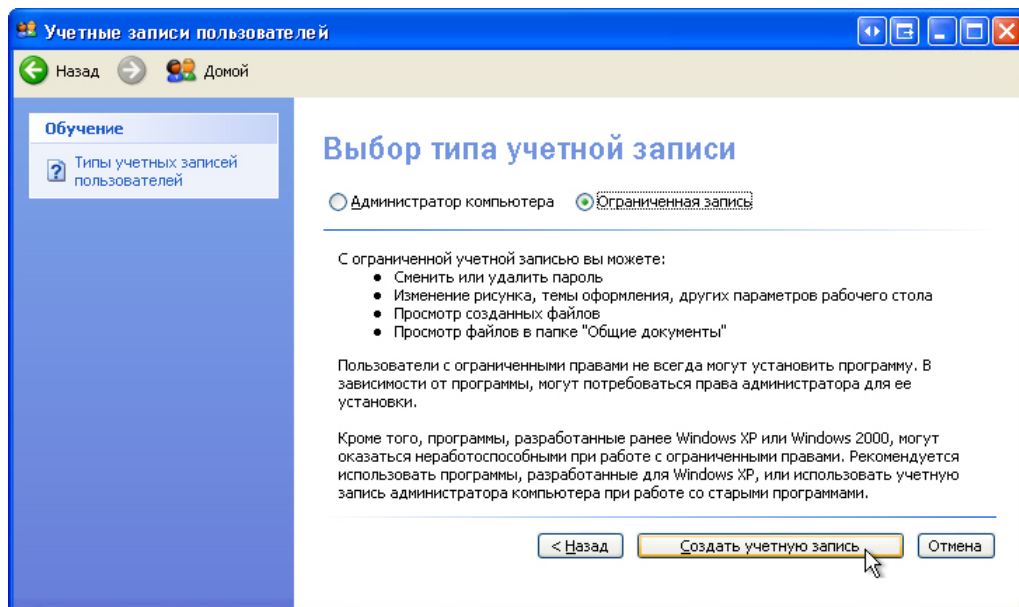 Учетные записи пользователей
Назад Домой
Обучение
Типы учетных записей
пользователей
Выбор типа учетной записи
Администратор компьютера Ограниченная запись
С ограниченной учетной записью вы можете:
• Сменить или удалить пароль
• Изменение рисунка, темы оформления, других параметров рабочего стола
• Просмотр созданных файлов
• Просмотр файлов в папке "Общие документы"
Пользователи с ограниченными правами не всегда могут установить программу. В
зависимости от программы, могут потребоваться права администратора для ее
установки.
Кроме того, программы, разработанные ранее Windows XP или Windows 2000, могут
оказаться неработоспособными при работе с ограниченными правами. Рекомендуется
использовать программы, разработанные для Windows XP, или использовать учетную
запись администратора компьютера при работе со старыми программами.
< Назад Создать учетную запись Отмена